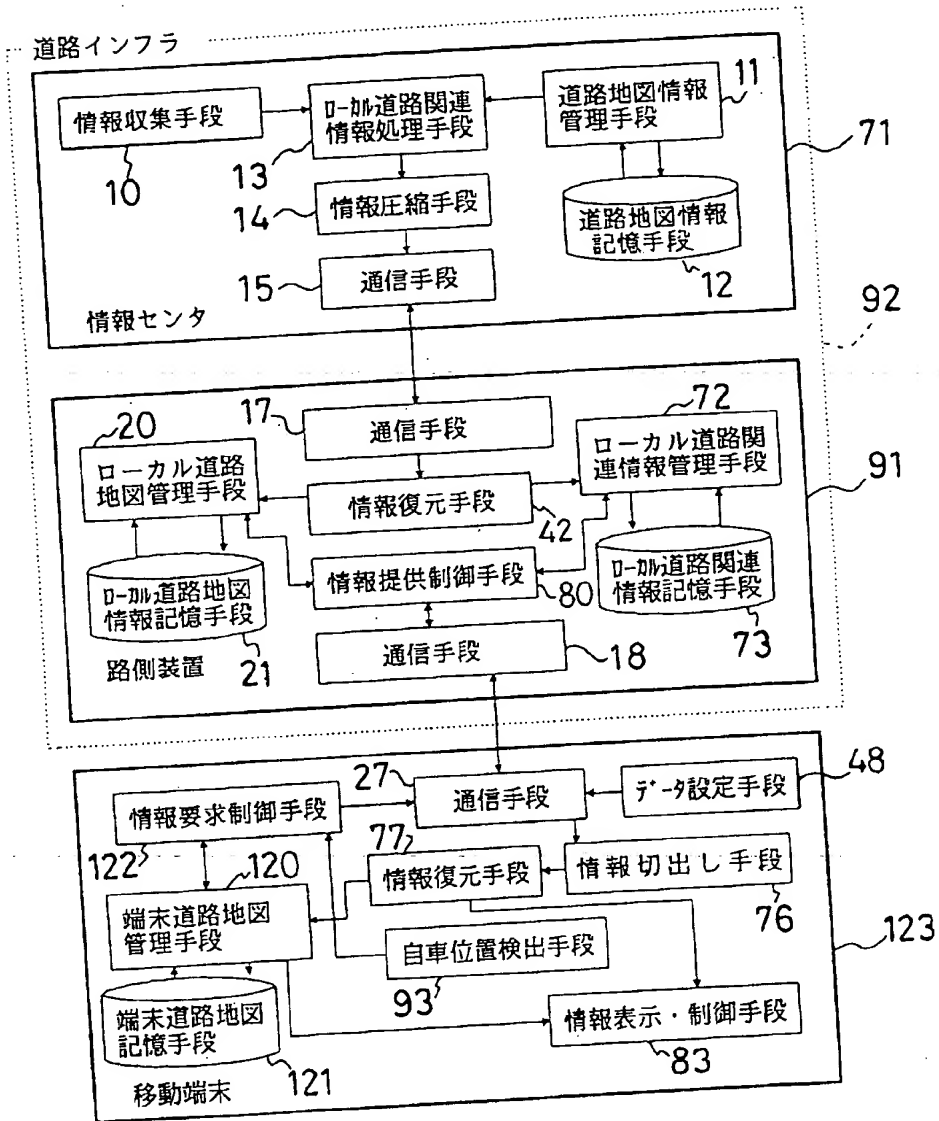 道路インフラ
情報収集手段
10
ﾛｰｶﾙ道路関連
情報処理手段
13
道路地図情報
管理手段
11
71
情報圧縮手段
14
道路地図情報
記憶手段
12
通信手段
15
情報センタ
92
通信手段
17
20
ローカル道路
地図管理手段
72
ローカル道路関
連情報管理手段
91
情報復元手段
42
ﾛｰｶﾙ道路地図
情報記憶手段
21
情報提供制御手段
80
ﾛｰｶﾙ道路関連
情報記憶手段
73
通信手段
18
路側装置
27
通信手段
ﾃﾞｰﾀ設定手段
48
情報要求制御手段
122
77
情報復元手段
情報切出し手段
76
120
端末道路地図
管理手段
123
自車位置検出手段
93
端末道路地図
記憶手段
121
情報表示・制御手段
83
移動端末